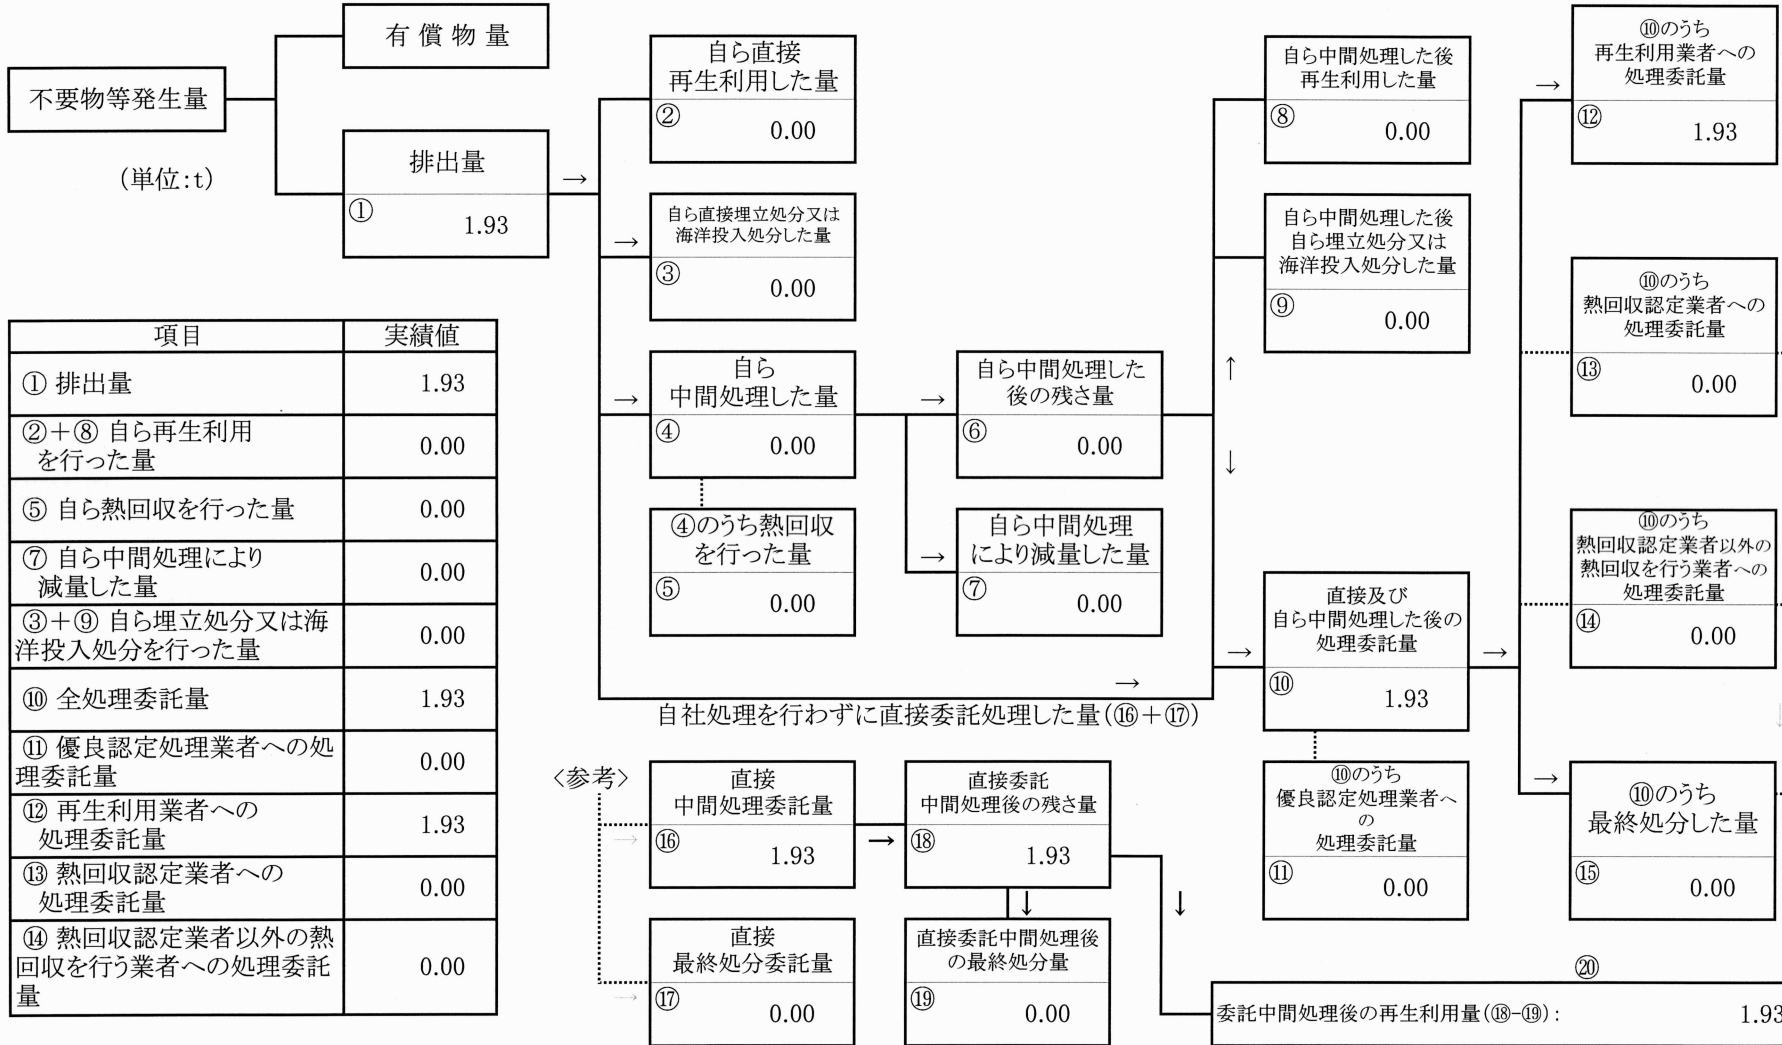 有償物量
不要物等発生量
(単位:t)
排出量
① 1.93
自ら直接
再生利用した量
② 0.00
→
自ら直接埋立処分又は
海洋投入処分した量
→
③ 0.00
自ら
中間処理した量
→
④ 0.00
④のうち熱回収
を行った量
⑤ 0.00
自ら中間処理した
後の残さ量
→
⑥ 0.00
自ら中間処理
により減量した量
→
⑦ 0.00
自ら中間処理した後
再生利用した量
⑧ 0.00
自ら中間処理した後
自ら埋立処分又は
海洋投入処分した量
⑨ 0.00
↑
↓
→
直接及び
自ら中間処理した後の
処理委託量
→
⑩ 1.93
→
自社処理を行わずに直接委託処理した量(⑯+⑰)
⑩のうち
優良認定処理業者へ
の
処理委託量
⑪ 0.00
⑩のうち
再生利用業者への
処理委託量
→
⑫ 1.93
⑩のうち
熱回収認定業者への
処理委託量
⑬ 0.00
⑩のうち
熱回収認定業者以外の
熱回収を行う業者への
処理委託量
⑭ 0.00
→
⑩のうち
最終処分した量
⑮ 0.00
項目 実績値
① 排出量 1.93
②+⑧ 自ら再生利用
を行った量 0.00
⑤ 自ら熱回収を行った量 0.00
⑦ 自ら中間処理により
減量した量 0.00
③+⑨ 自ら埋立処分又は海
洋投入処分を行った量 0.00
⑩ 全処理委託量 1.93
⑪ 優良認定処理業者への処
理委託量 0.00
⑫ 再生利用業者への
処理委託量 1.93
⑬ 熱回収認定業者への
処理委託量 0.00
⑭ 熱回収認定業者以外の熱
回収を行う業者への処理委託
量 0.00
<参考>
直接
中間処理委託量
→
⑯ 1.93
→
直接委託
中間処理後の残さ量
⑱ 1.93
↓
↓
直接
最終処分委託量
→
⑰ 0.00
直接委託中間処理後
の最終処分量
⑲ 0.00
⑳
委託中間処理後の再生利用量(⑱-⑲): 1.93